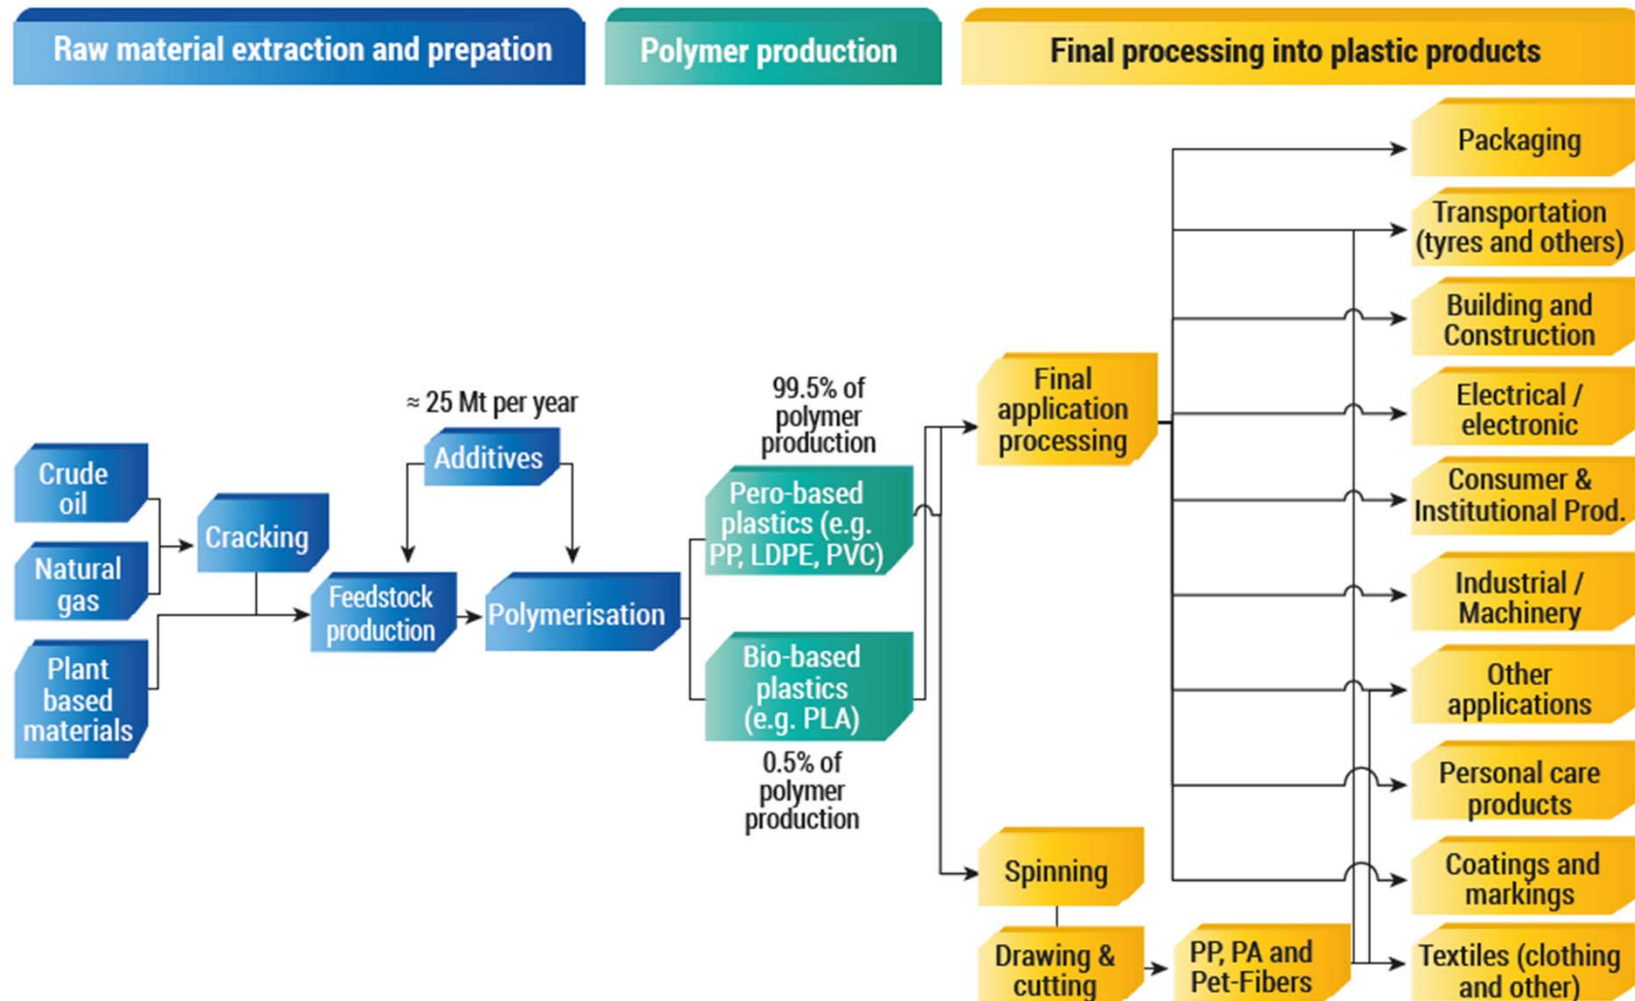 Raw material extraction and prepation
Polymer production
Final processing into plastic products
Crude
oil
Natural
gas
Plant
based
materials
Cracking
≈ 25 Mt per year
Additives
Feedstock
production
Polymerisation
99.5% of
polymer
production
Pero-based
plastics (e.g.
PP, LDPE, PVC)
Bio-based
plastics
(e.g. PLA)
0.5% of
polymer
production
Final
application
processing
Spinning
Drawing &
cutting
PP, PA and
Pet-Fibers
Packaging
Transportation
(tyres and others)
Building and
Construction
Electrical /
electronic
Consumer &
Institutional Prod.
Industrial /
Machinery
Other
applications
Personal care
products
Coatings and
markings
Textiles (clothing
and other)